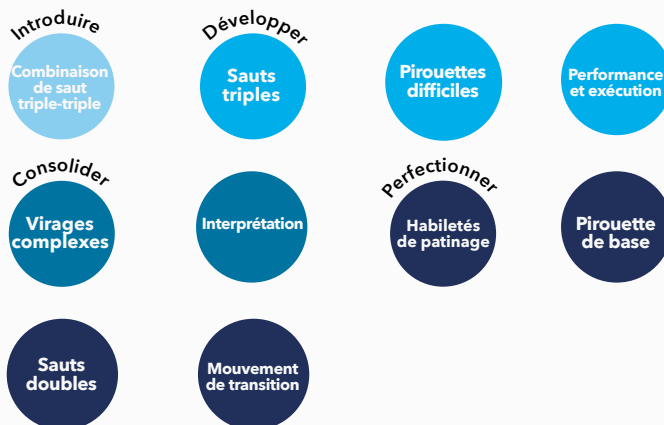 Introduire
Combinaison
de saut
triple-triple
Développer
Sauts
triples
Pirouettes
difficiles
Performance
et exécution
Consolider
Virages
complexes
Interprétation
Perfectionner
Habiletés
de patinage
Pirouette
de base
Sauts
doubles
Mouvement
de transition